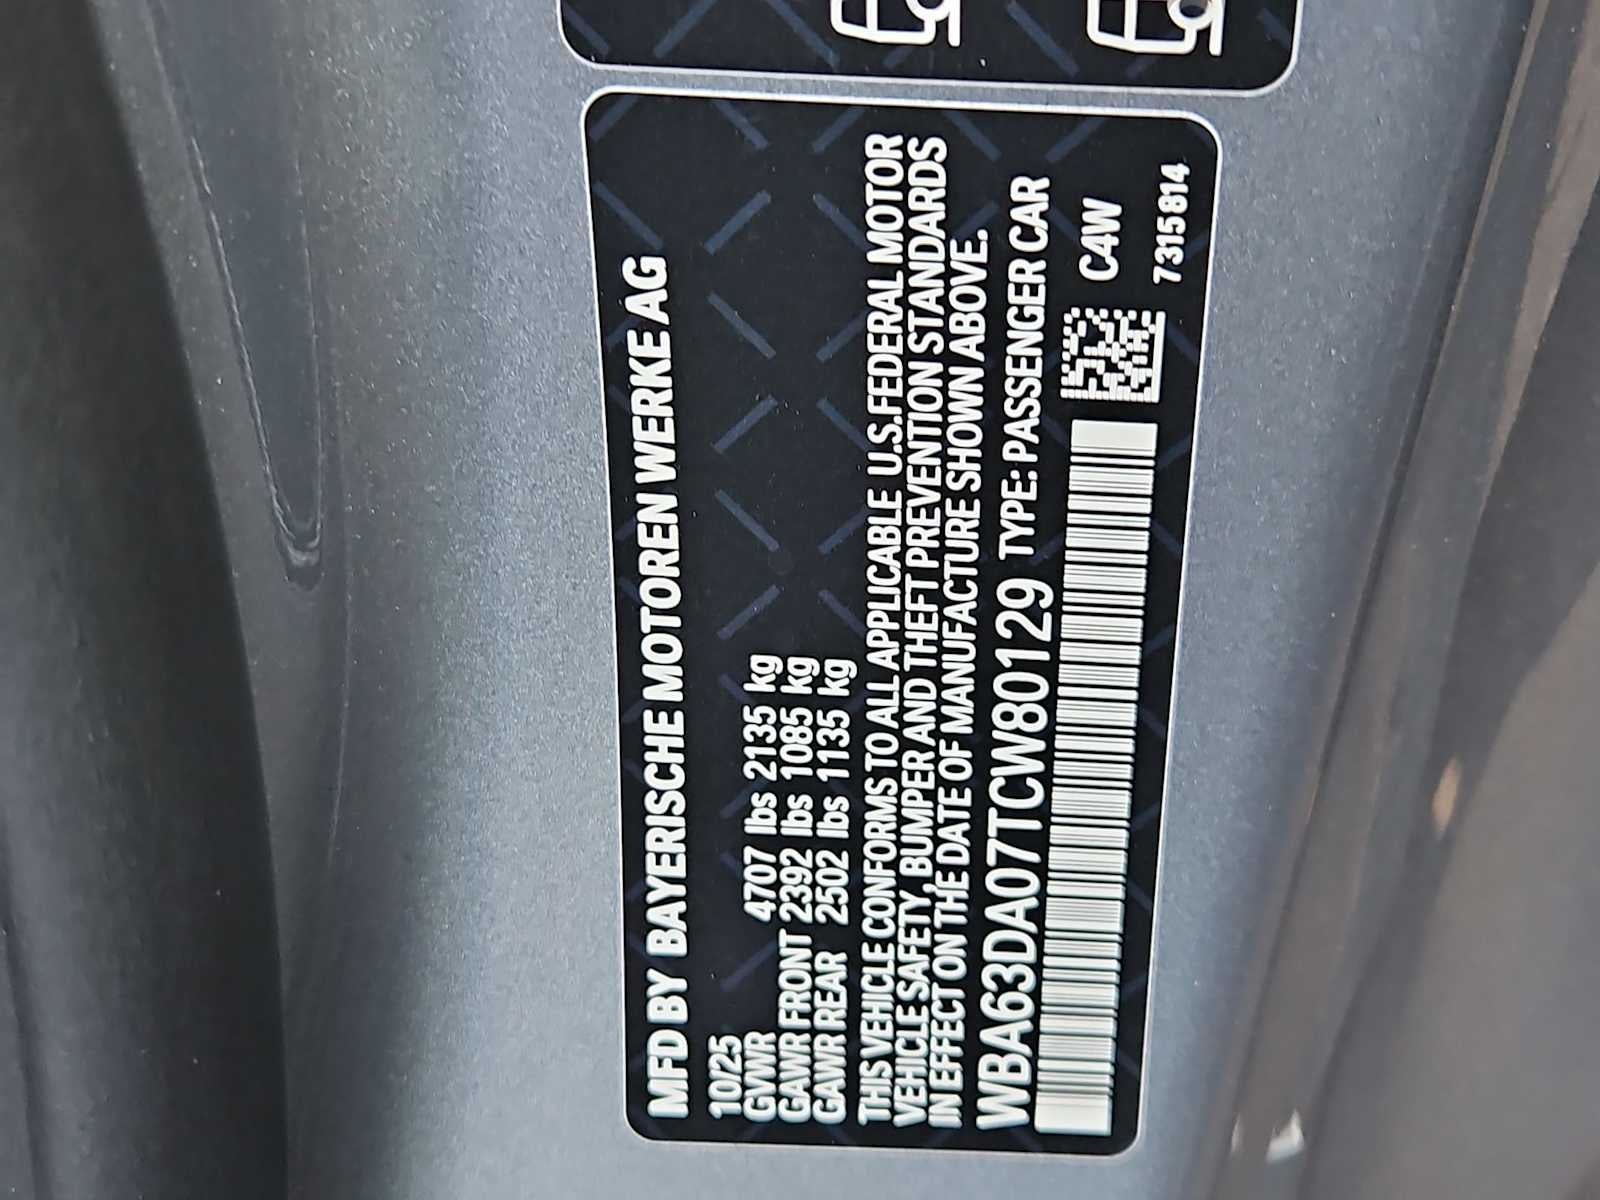 MFD BY BAYERISCHE MOTOREN WERKE AG
10/25
GVWR 4707 lbs 2135 kg
GAWR FRONT 2392 lbs 1085 kg
GAWR REAR 2502 lbs 1135 kg
THIS VEHICLE CONFORMS TO ALL APPLICABLE U.S.FEDERAL MOTOR
VEHICLE SAFETY, BUMPER AND THEFT PREVENTION STANDARDS
IN EFFECT ON THE DATE OF MANUFACTURE SHOWN ABOVE.
WBA63DA07TCW80129 TYPE: PASSENGER CAR
C4W
7315814